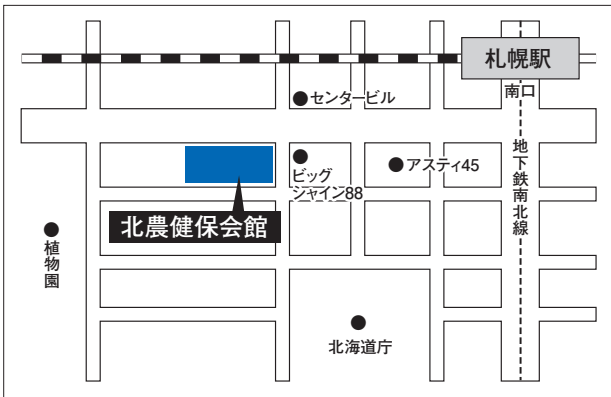 札幌駅
南口
センタービル
ビッグ
シャイン88
アスティ45
地下鉄南北線
北農健保会館
植物園
北海道庁